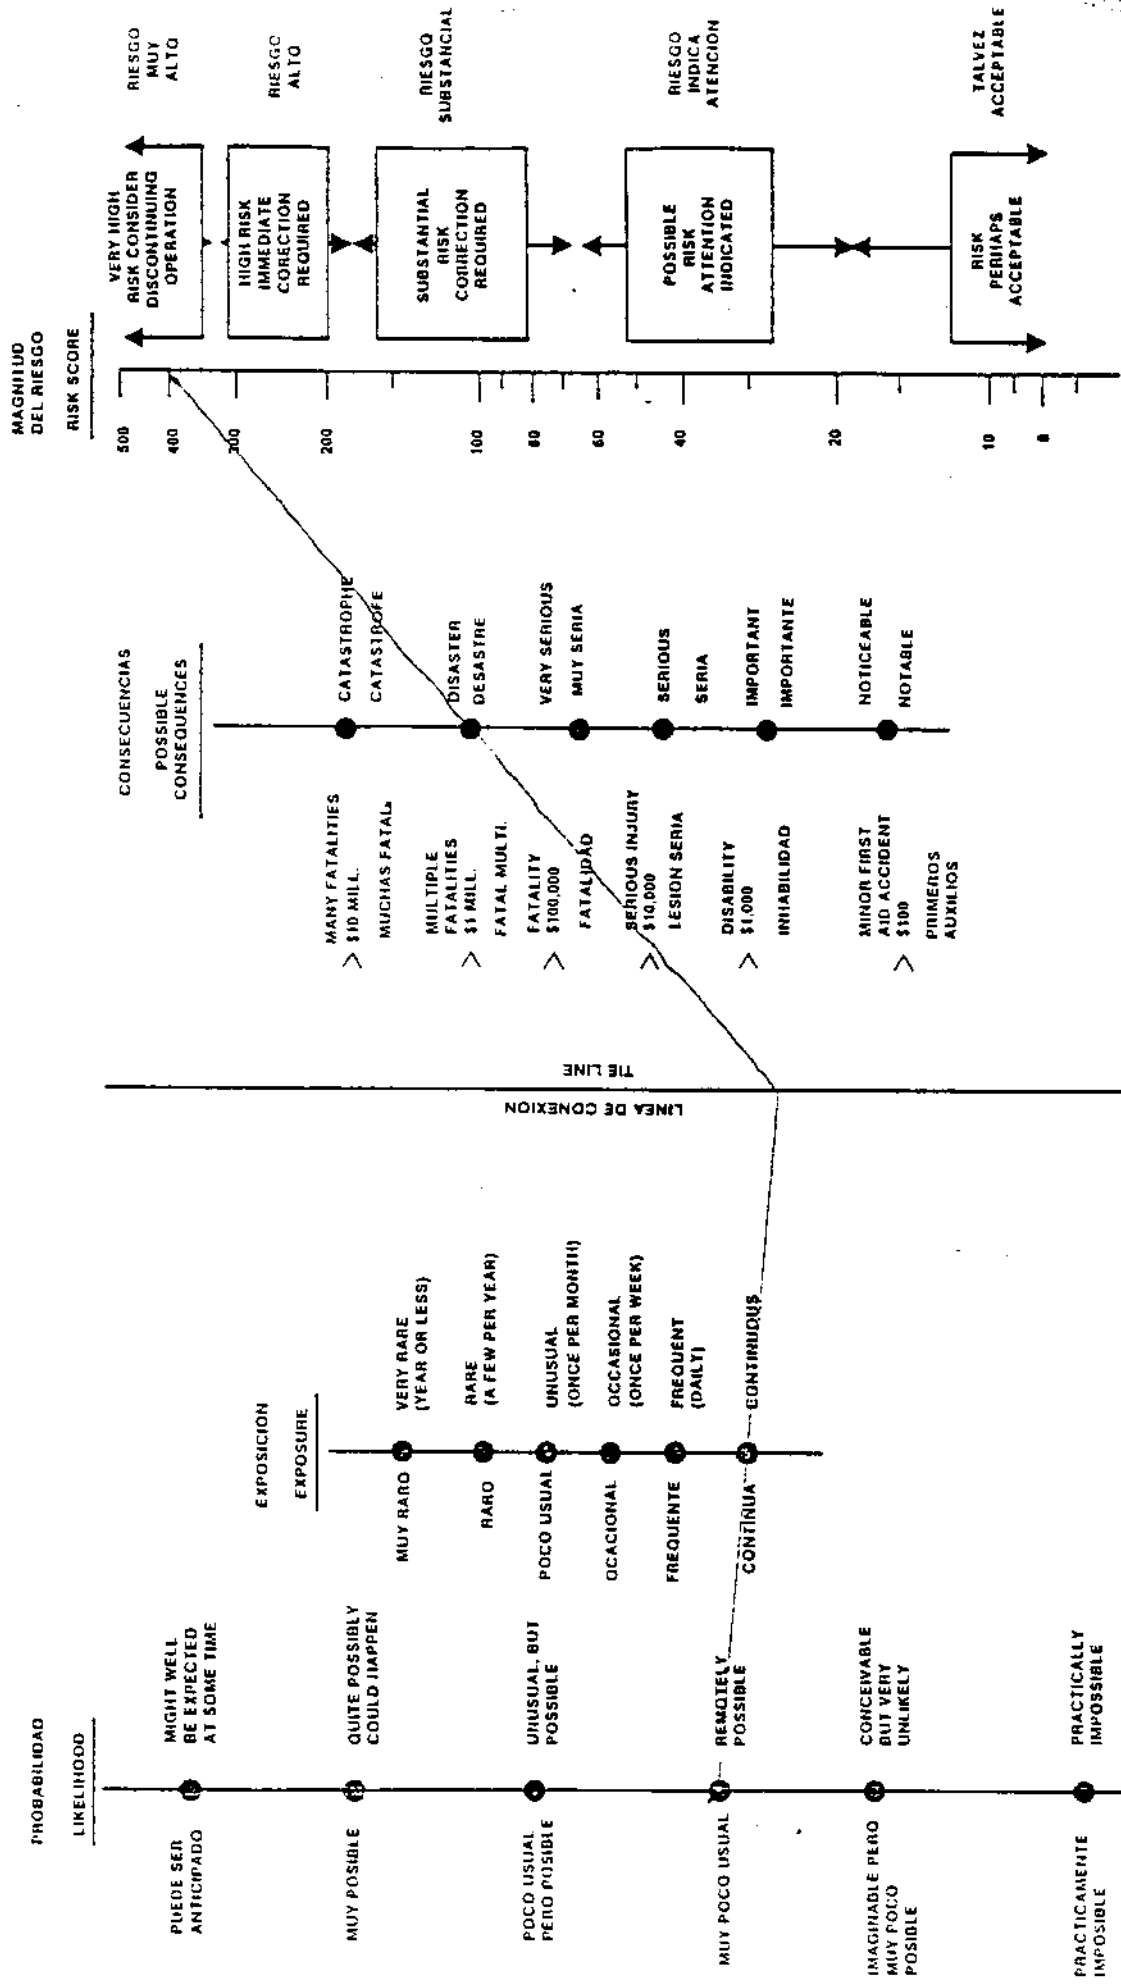 PROBABILIDAD
LIKELIHOOD
PUEDE SER
ANTICIPADO
MIGHT WELL
BE EXPECTED
AT SOME TIME
MUY POSIBLE
QUITE POSSIBLY
COULD HAPPEN
POCO USUAL
PERO POSIBLE
UNUSUAL, BUT
POSSIBLE
MUY POCO USUAL
REMOTELY
POSSIBLE
IMAGINABLE PERO
MUY POCO
POSIBLE
CONCEIVABLE
BUT VERY
UNLIKELY
PRACTICAMENTE
IMPOSIBLE
PRACTICALLY
IMPOSSIBLE
EXPOSICION
EXPOSURE
MUY RARO
VERY RARE
(YEAR OR LESS)
RARO
RARE
(A FEW PER YEAR)
POCO USUAL
UNUSUAL
(ONCE PER MONTH)
OCACIONAL
OCCASIONAL
(ONCE PER WEEK)
FREQUENTE
FREQUENT
(DAILY)
CONTINUA
CONTINUOUS
LINEA DE CONEXION
TIE LINE
CONSECUENCIAS
POSSIBLE
CONSEQUENCES
MANY FATALITIES
> $10 MILL.
MUCHAS FATAL.
CATASTROPHE
CATASTROFE
MULTIPLE
FATALITIES
> $1 MILL.
FATAL MULTI.
DISASTER
DESASTRE
FATALITY
> $100,000
FATALIDAD
VERY SERIOUS
MUY SERIA
SERIOUS INJURY
> $10,000
LESION SERIA
SERIOUS
SERIA
DISABILITY
> $1,000
INHABILIDAD
IMPORTANT
IMPORTANTE
MINOR FIRST
AID ACCIDENT
> $100
PRIMEROS
AUXILIOS
NOTICEABLE
NOTABLE
MAGNITUD
DEL RIESGO
RISK SCORE
500
400
300
200
100
80
60
40
20
10
8
VERY HIGH
RISK CONSIDER
DISCONTINUING
OPERATION
RIESGO
MUY
ALTO
HIGH RISK
IMMEDIATE
CORECTION
REQUIRED
RIESGO
ALTO
SUBSTANTIAL
RISK
CORRECTION
REQUIRED
RIESGO
SUBSTANCIAL
POSSIBLE
RISK
ATTENTION
INDICATED
RIESGO
INDICA
ATENCION
RISK
PERHAPS
ACCEPTABLE
TALVEZ
ACCEPTABLE